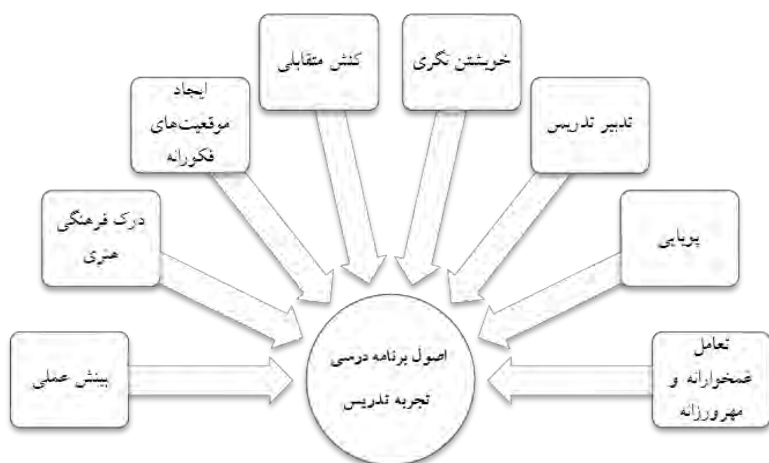 خویشتن نگری
کنش متقابلی
تدبیر تدریس
ایجاد
موقعیت‌های
فکورانه
پویایی
درک فرهنگی
هنری
تعامل
غمخوارانه و
مهرورزانه
بینش عملی
اصول برنامه درسی
تجربه تدریس